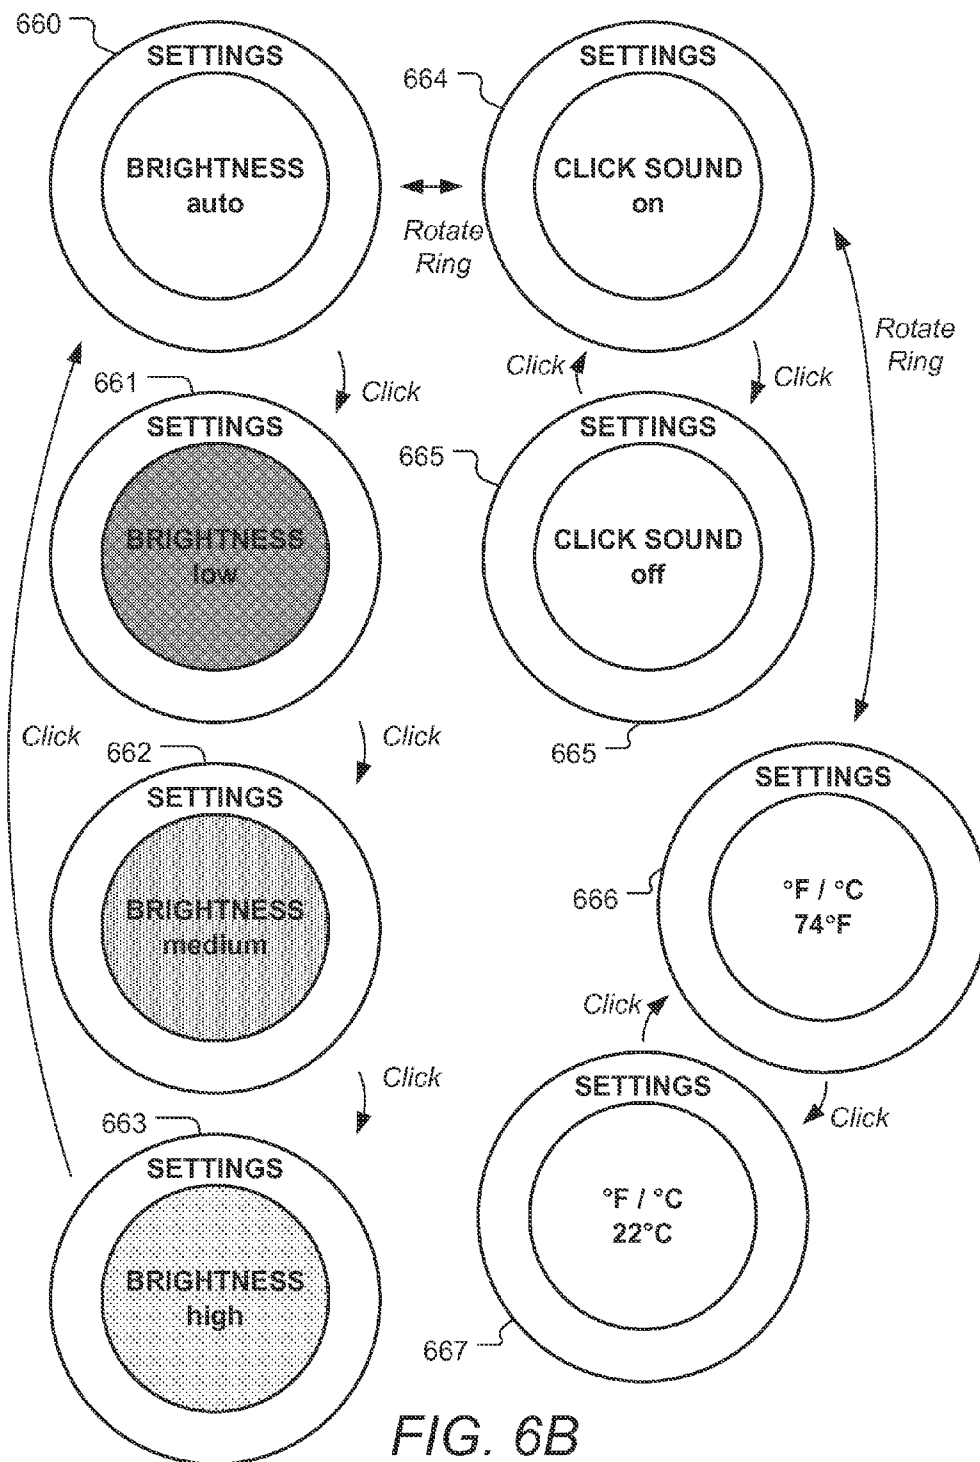 660
SETTINGS
BRIGHTNESS
auto
Rotate
Ring
664
SETTINGS
CLICK SOUND
on
Rotate
Ring
Click
Click
Click
661
SETTINGS
BRIGHTNESS
low
665
SETTINGS
CLICK SOUND
off
665
Click
Click
662
SETTINGS
BRIGHTNESS
medium
SETTINGS
666
°F / °C
74°F
Click
Click
Click
663
SETTINGS
BRIGHTNESS
high
SETTINGS
°F / °C
22°C
667
FIG. 6B